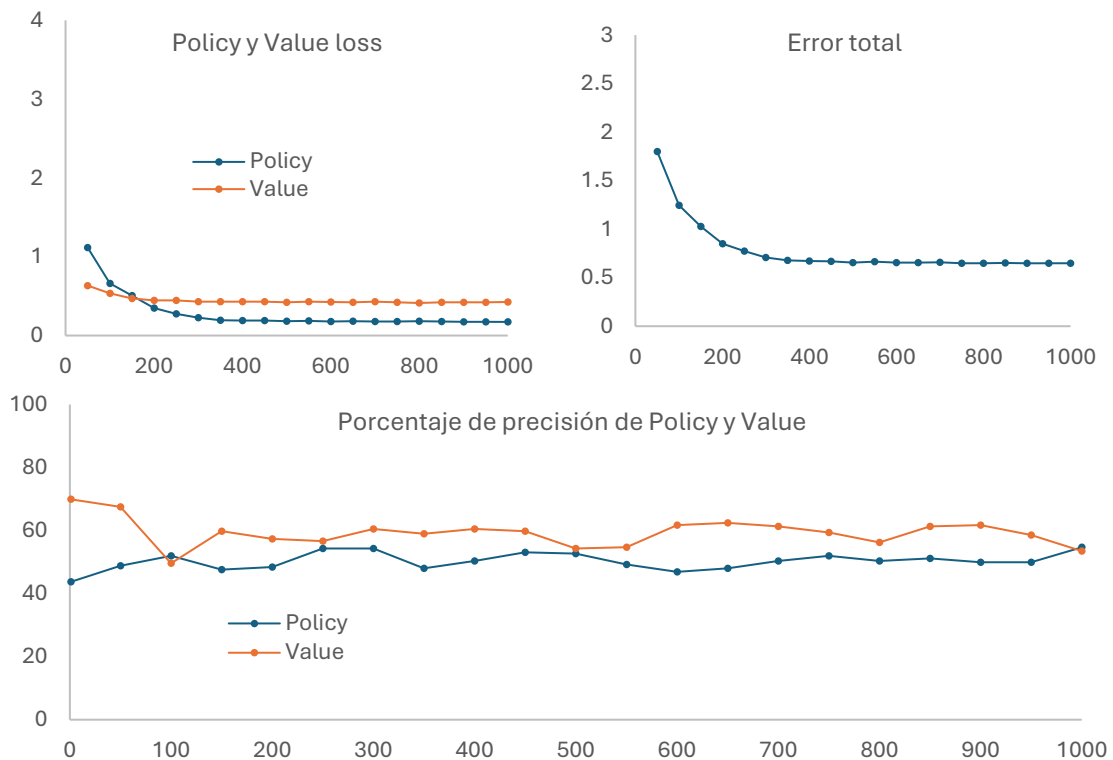 Policy y Value loss
4
3
2
1
0
Policy
Value
0 200 400 600 800 1000
Error total
3
2.5
2
1.5
1
0.5
0
0 200 400 600 800 1000
Porcentaje de precisión de Policy y Value
100
80
60
40
20
0
Policy
Value
0 100 200 300 400 500 600 700 800 900 1000